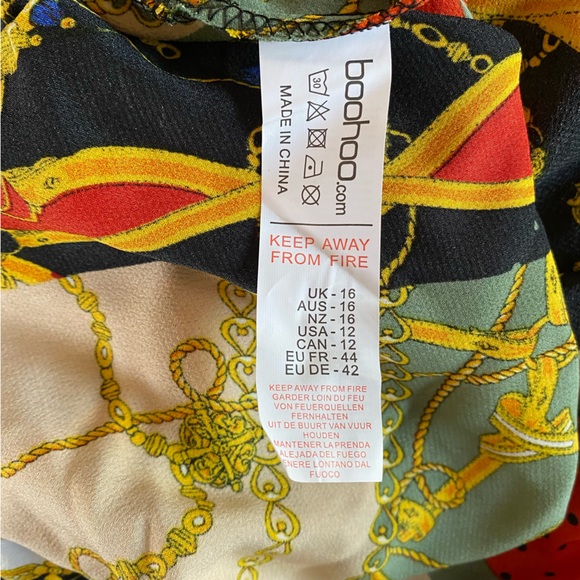 boohoo.com
30
MADE IN CHINA
KEEP AWAY
FROM FIRE
UK - 16
AUS - 16
NZ - 16
USA - 12
CAN - 12
EU FR - 44
EU DE - 42
KEEP AWAY FROM FIRE
GARDER LOIN DU FEU
VON FEUERQUELLEN
FERNHALTEN
UIT DE BUURT VAN VUUR
HOUDEN
MANTENER LA PRENDA
ALEJADA DEL FUEGO
ENERE LONTANO DAL
FUOCO